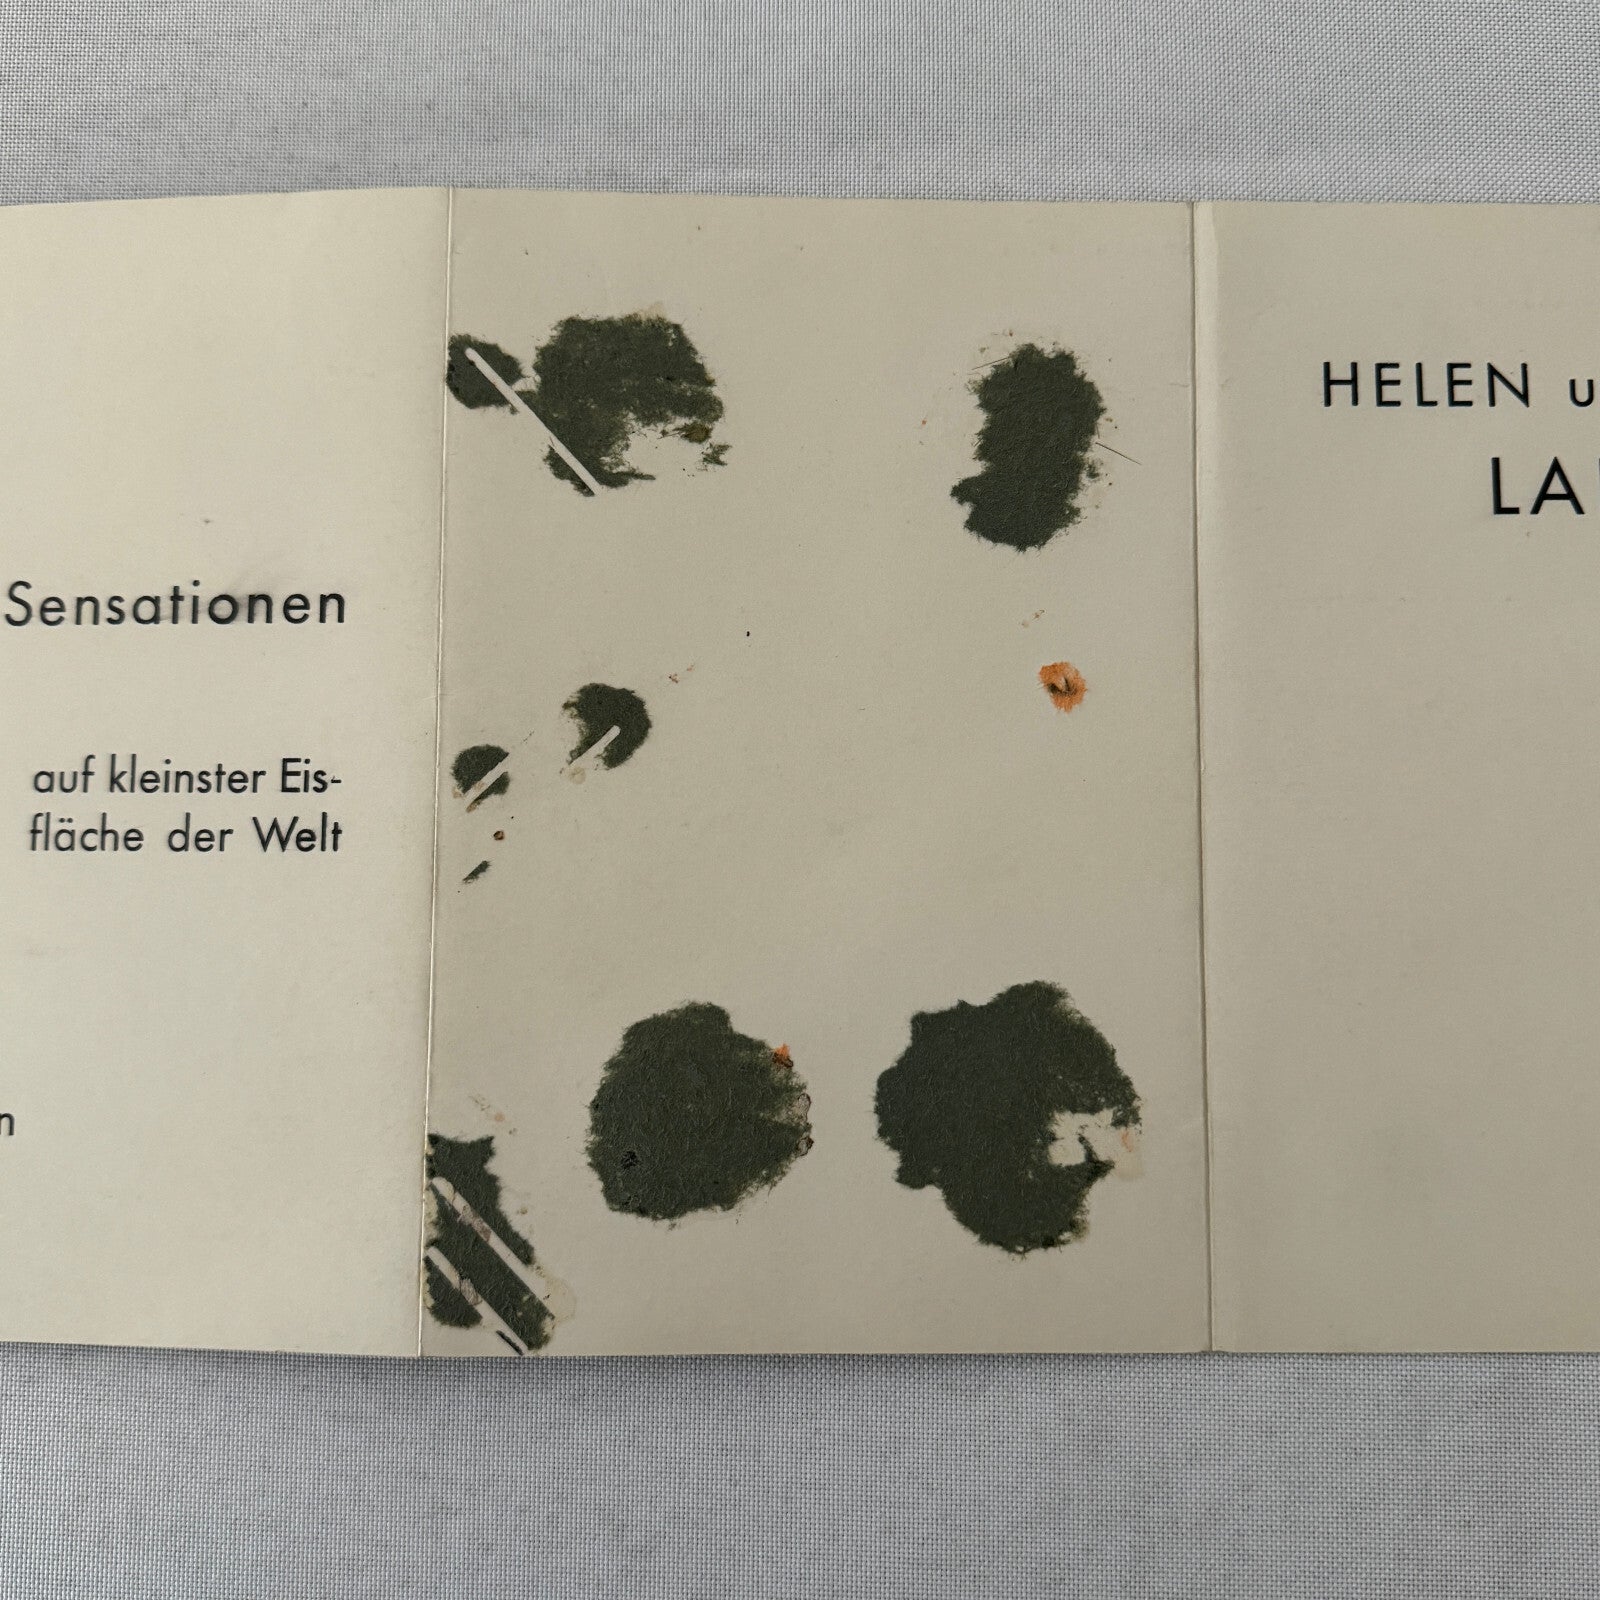 Sensationen
auf kleinster Eis-
fläche der Welt
n
HELEN u
LA